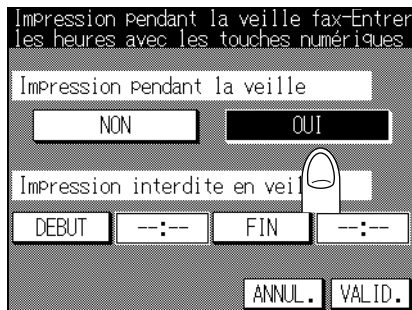 Impression pendant la veille fax-Entrer
les heures avec les touches numériques
Impression pendant la veille
NON OUI
Impression interdite en veil
DEBUT --:-- FIN --:--
ANNUL. VALID.